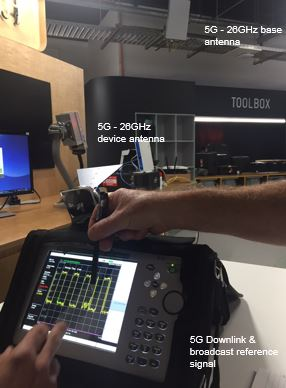 5G - 26GHz base
antenna
TOOLBOX
5G - 26GHz
device antenna
5G Downlink &
broadcast reference
signal